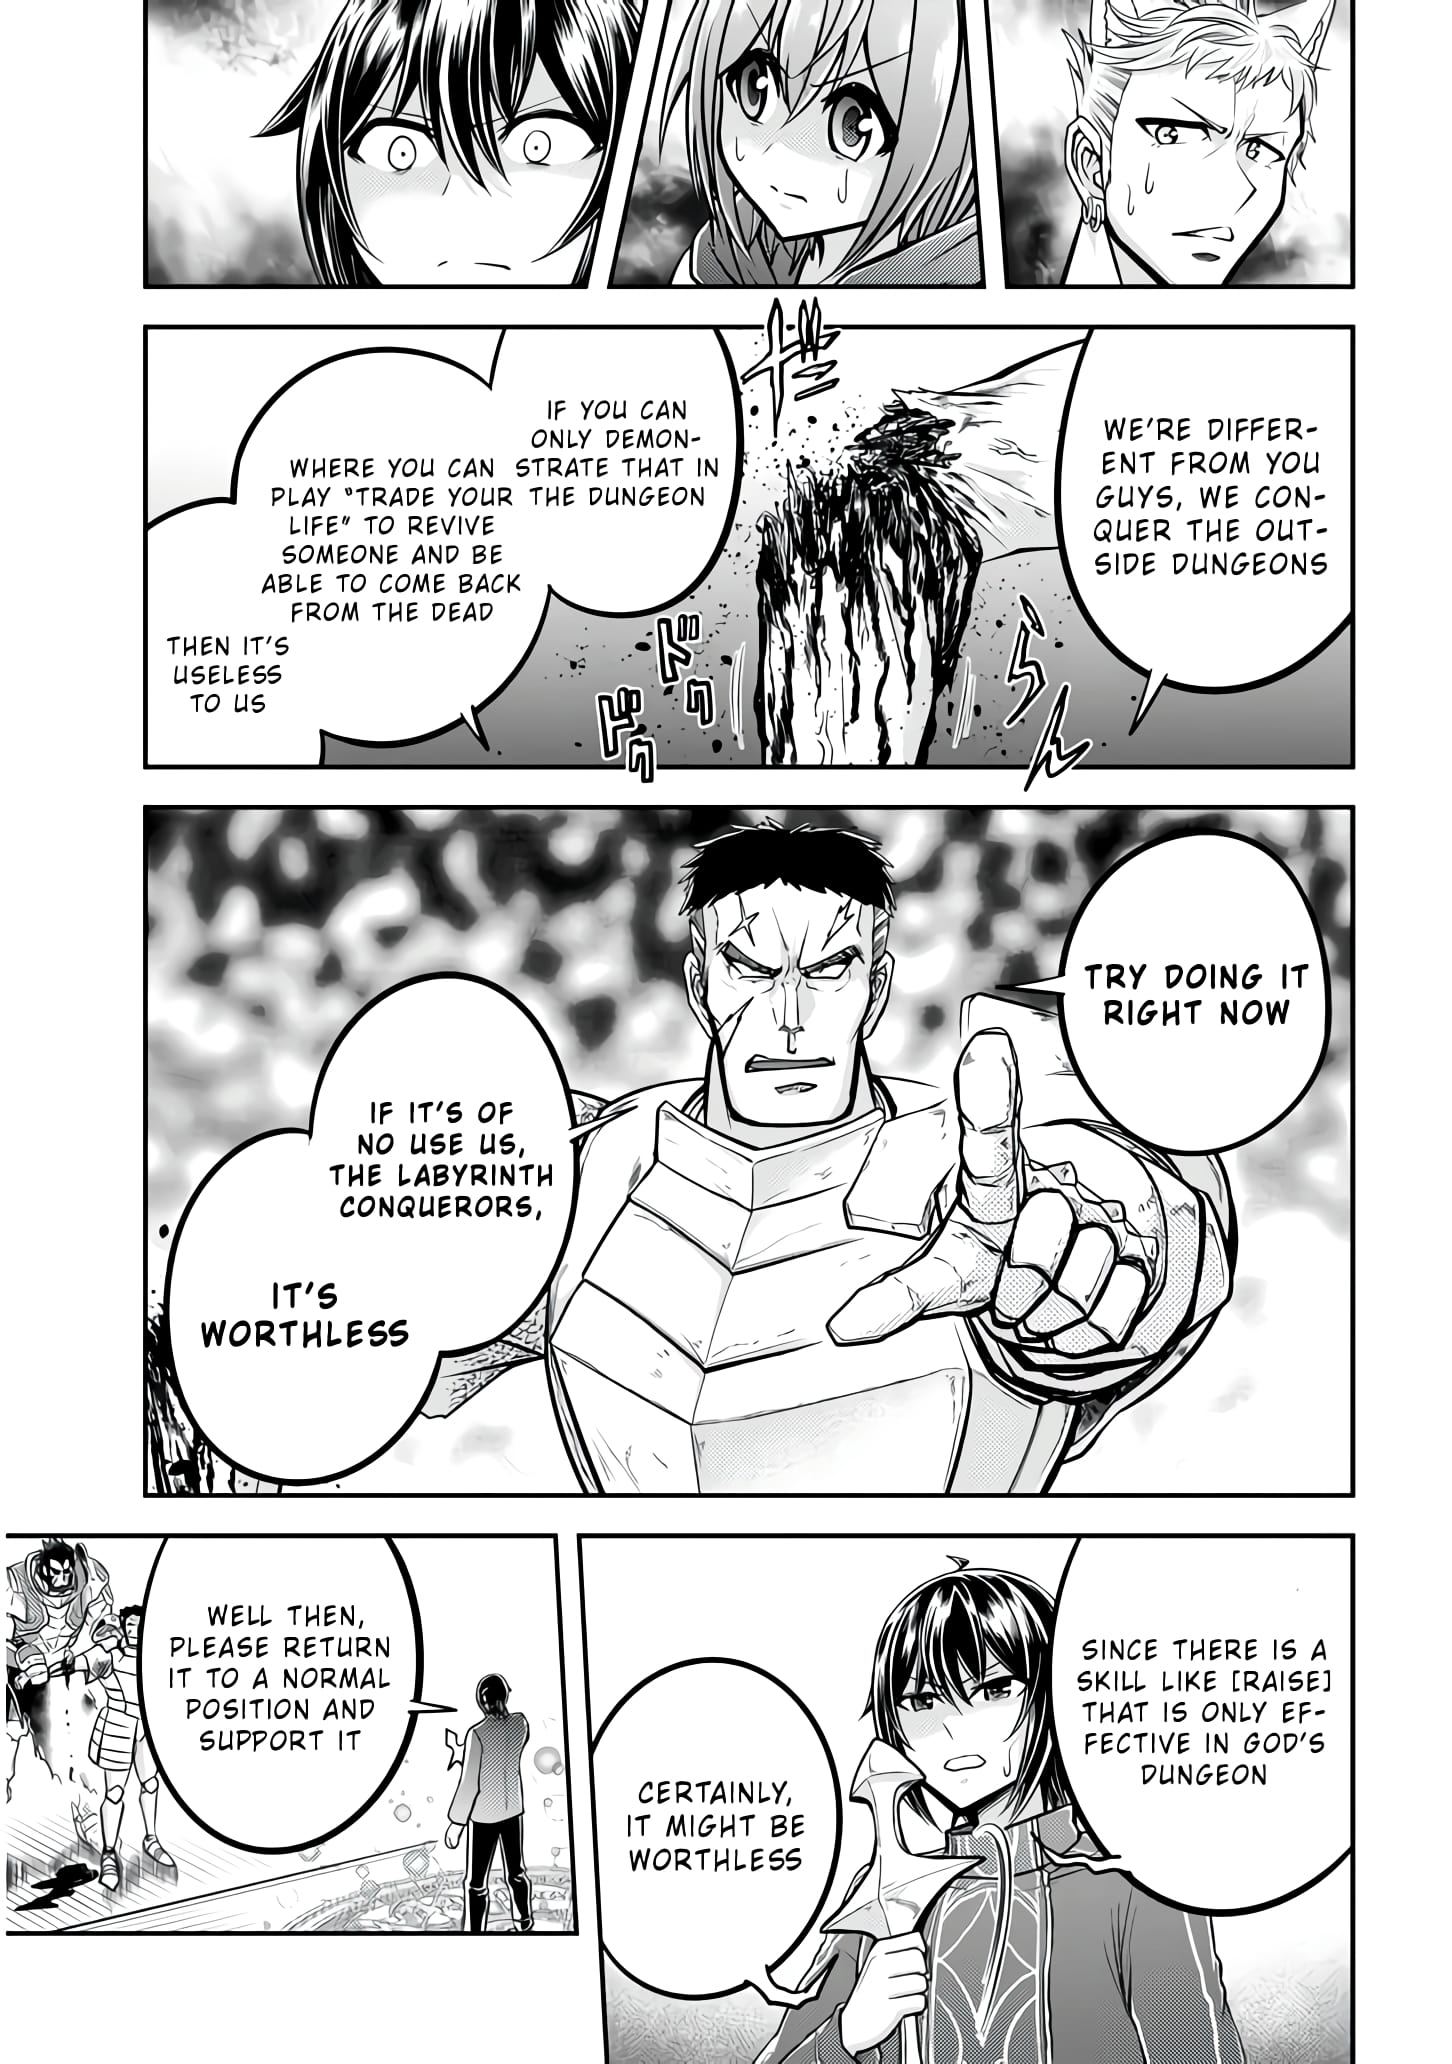 WE'RE DIFFER-
ENT FROM YOU
GUYS, WE CON-
QUER THE OUT-
SIDE DUNGEONS
IF YOU CAN
ONLY DEMON-
STRATE THAT IN
THE DUNGEON
WHERE YOU CAN
PLAY "TRADE YOUR
LIFE" TO REVIVE
SOMEONE AND BE
ABLE TO COME BACK
FROM THE DEAD
THEN IT'S
USELESS
TO US
ドクドク
TRY DOING IT
RIGHT NOW
IF IT'S OF
NO USE US,
THE LABYRINTH
CONQUERORS,
IT'S
WORTHLESS
SINCE THERE IS A
SKILL LIKE [RAISE]
THAT IS ONLY EF-
FECTIVE IN GOD'S
DUNGEON
CERTAINLY,
IT MIGHT BE
WORTHLESS
WELL THEN,
PLEASE RETURN
IT TO A NORMAL
POSITION AND
SUPPORT IT